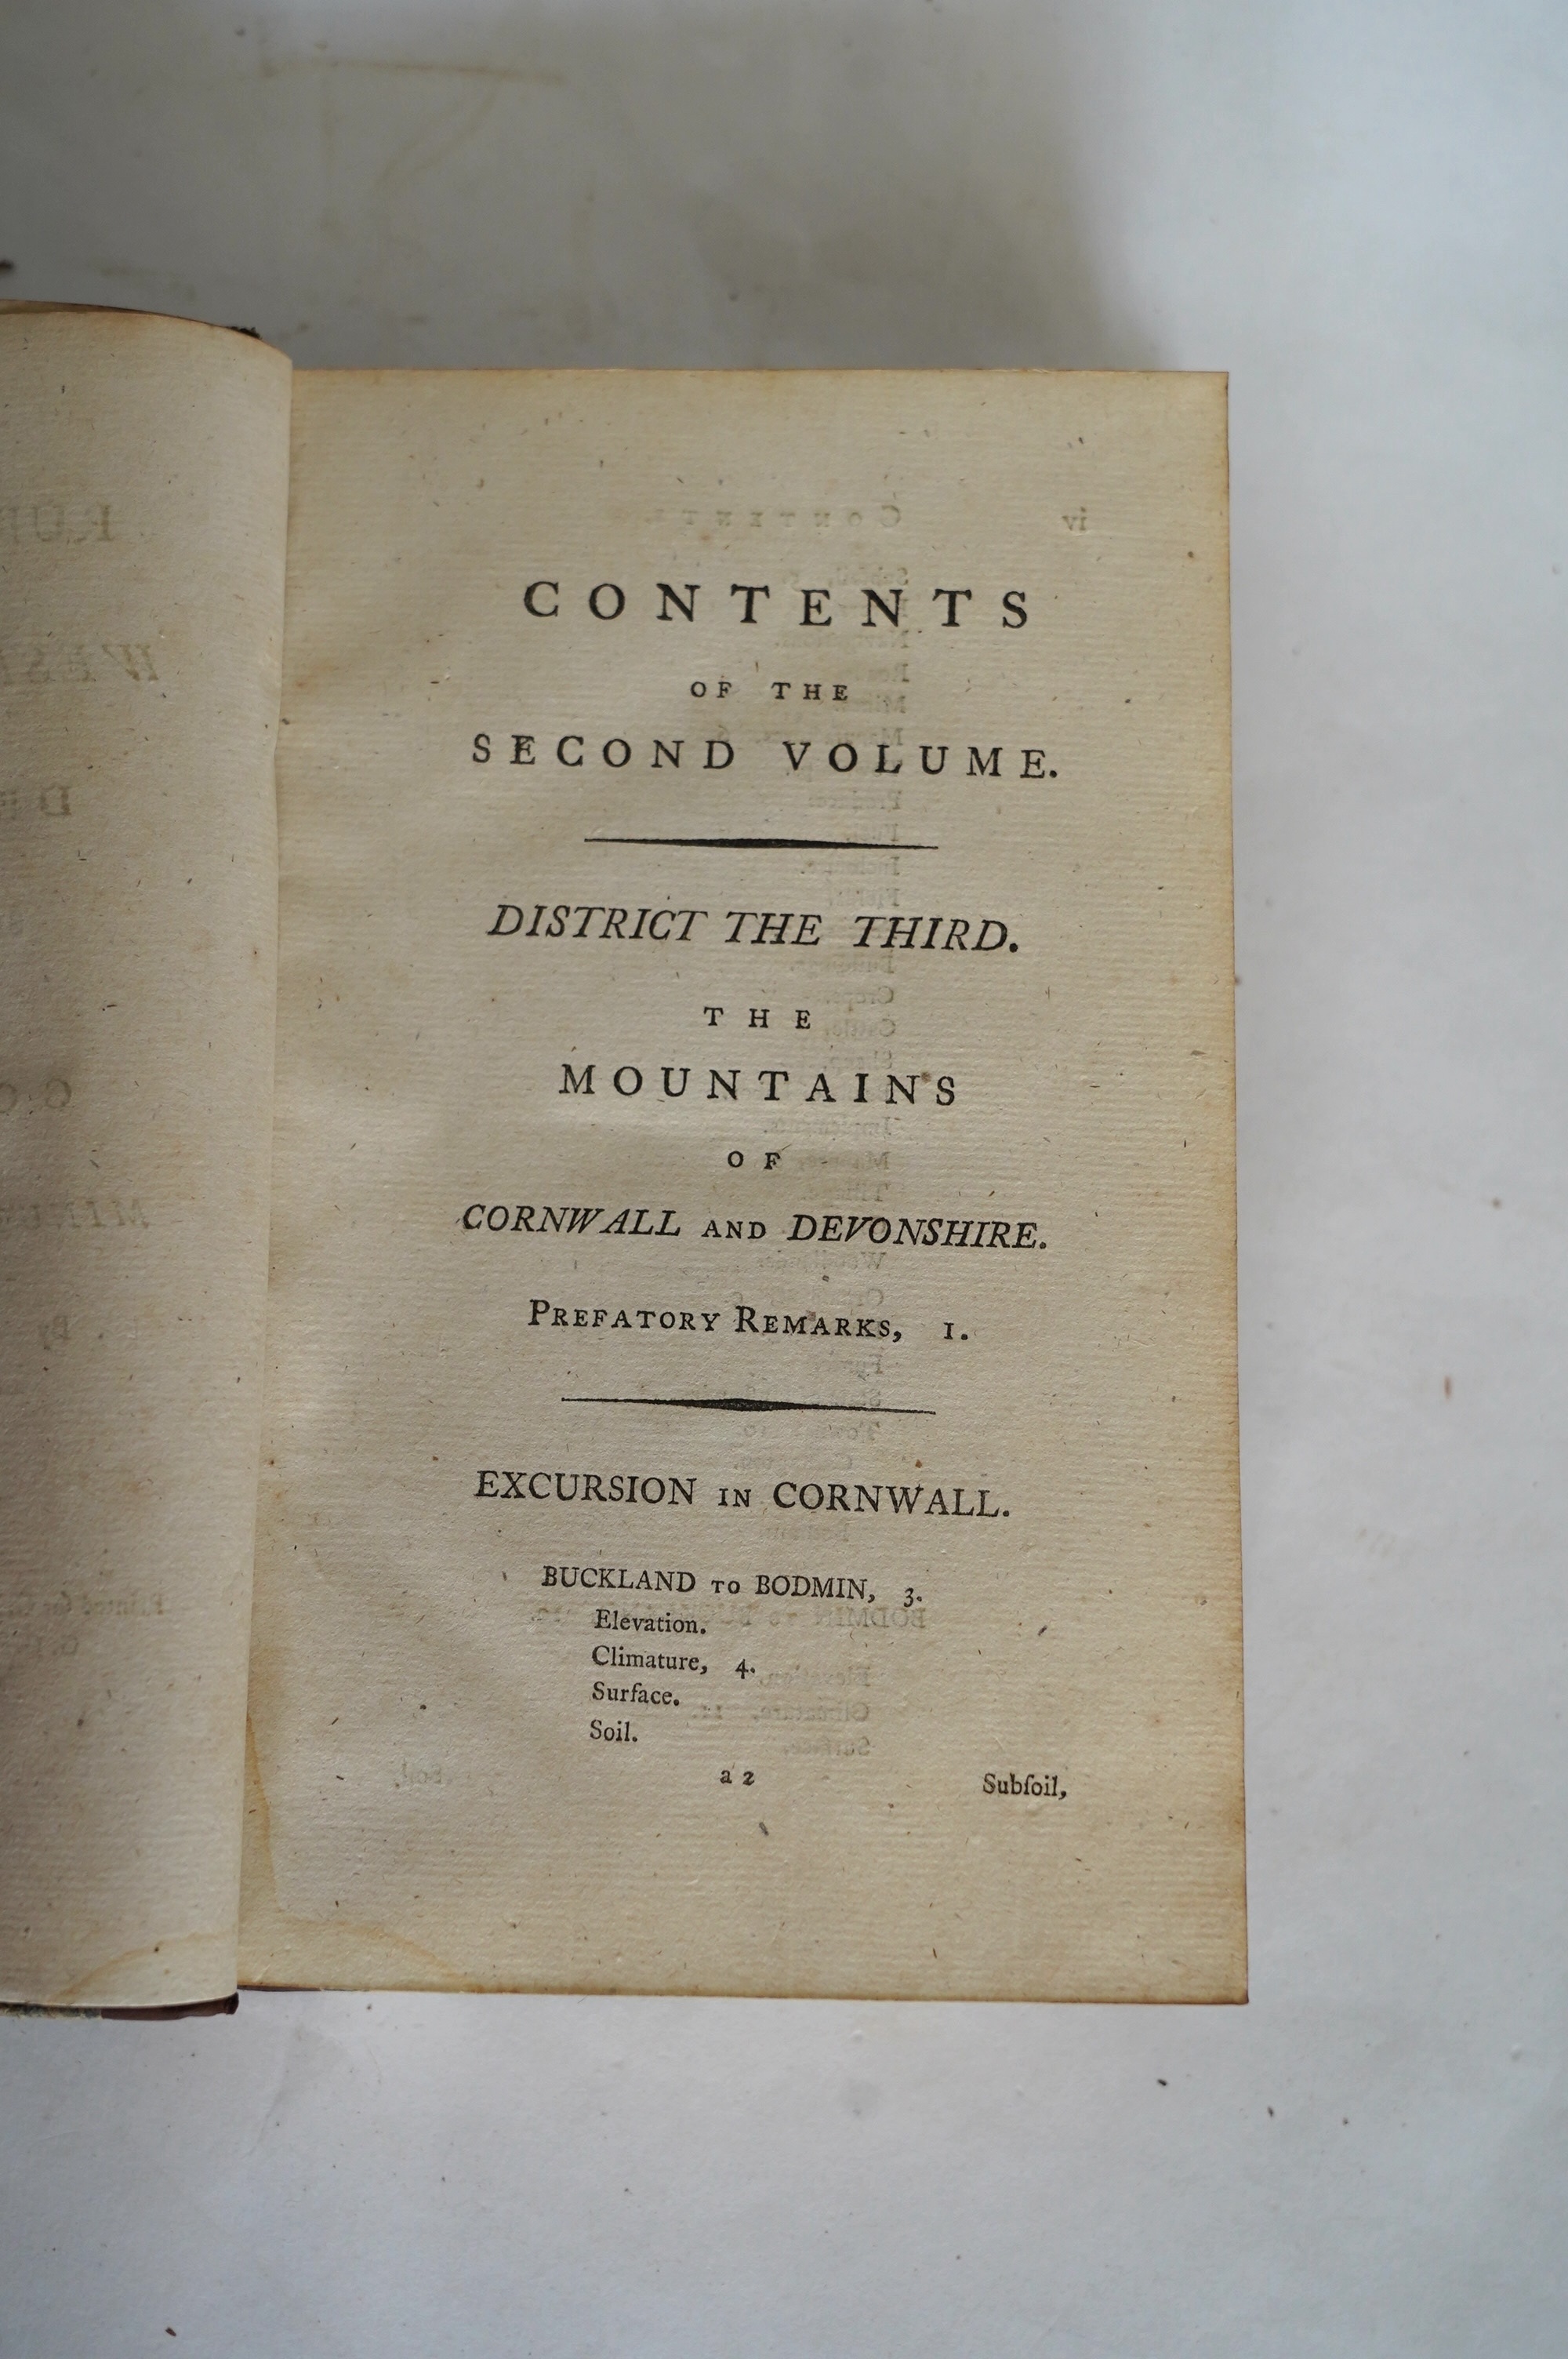 CONTENTS
OF THE
SECOND VOLUME.
DISTRICT THE THIRD.
THE
MOUNTAINS
OF
CORNWALL AND DEVONSHIRE.
PREFATORY REMARKS, 1.
EXCURSION IN CORNWALL.
BUCKLAND TO BODMIN, 3.
Elevation.
Climature, 4.
Surface.
Soil.
a 2 Subſoil,